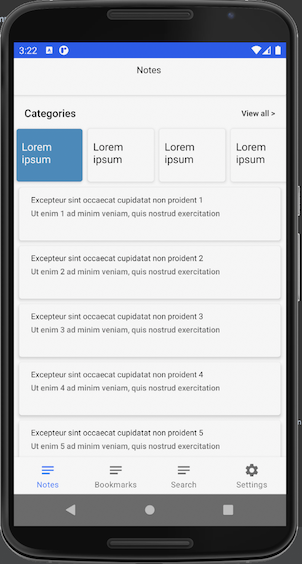 3:22
Notes
Categories View all >
Lorem ipsum
Lorem ipsum
Lorem ipsum
Lorem ipsum
Excepteur sint occaecat cupidatat non proident 1
Ut enim 1 ad minim veniam, quis nostrud exercitation
Excepteur sint occaecat cupidatat non proident 2
Ut enim 2 ad minim veniam, quis nostrud exercitation
Excepteur sint occaecat cupidatat non proident 3
Ut enim 3 ad minim veniam, quis nostrud exercitation
Excepteur sint occaecat cupidatat non proident 4
Ut enim 4 ad minim veniam, quis nostrud exercitation
Excepteur sint occaecat cupidatat non proident 5
Ut enim 5 ad minim veniam, quis nostrud exercitation
Notes Bookmarks Search Settings